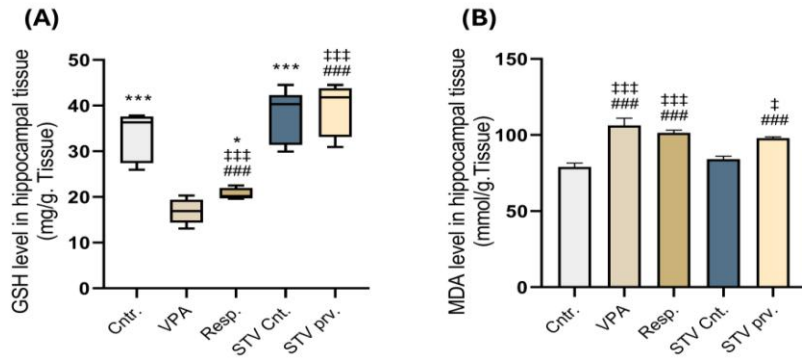 (A)
GSH level in hippocampal tissue
(mg/g. Tissue)
50
40
30
20
10
0
***
*
‡‡‡
###
***
‡‡‡
###
Cntr.
VPA
Resp.
STV Cnt.
STV prv.
(B)
MDA level in hippocampal tissue
(mmol/g.Tissue)
150
100
50
0
‡‡‡
###
‡‡‡
###
‡
###
Cntr.
VPA
Resp.
STV Cnt.
STV prv.